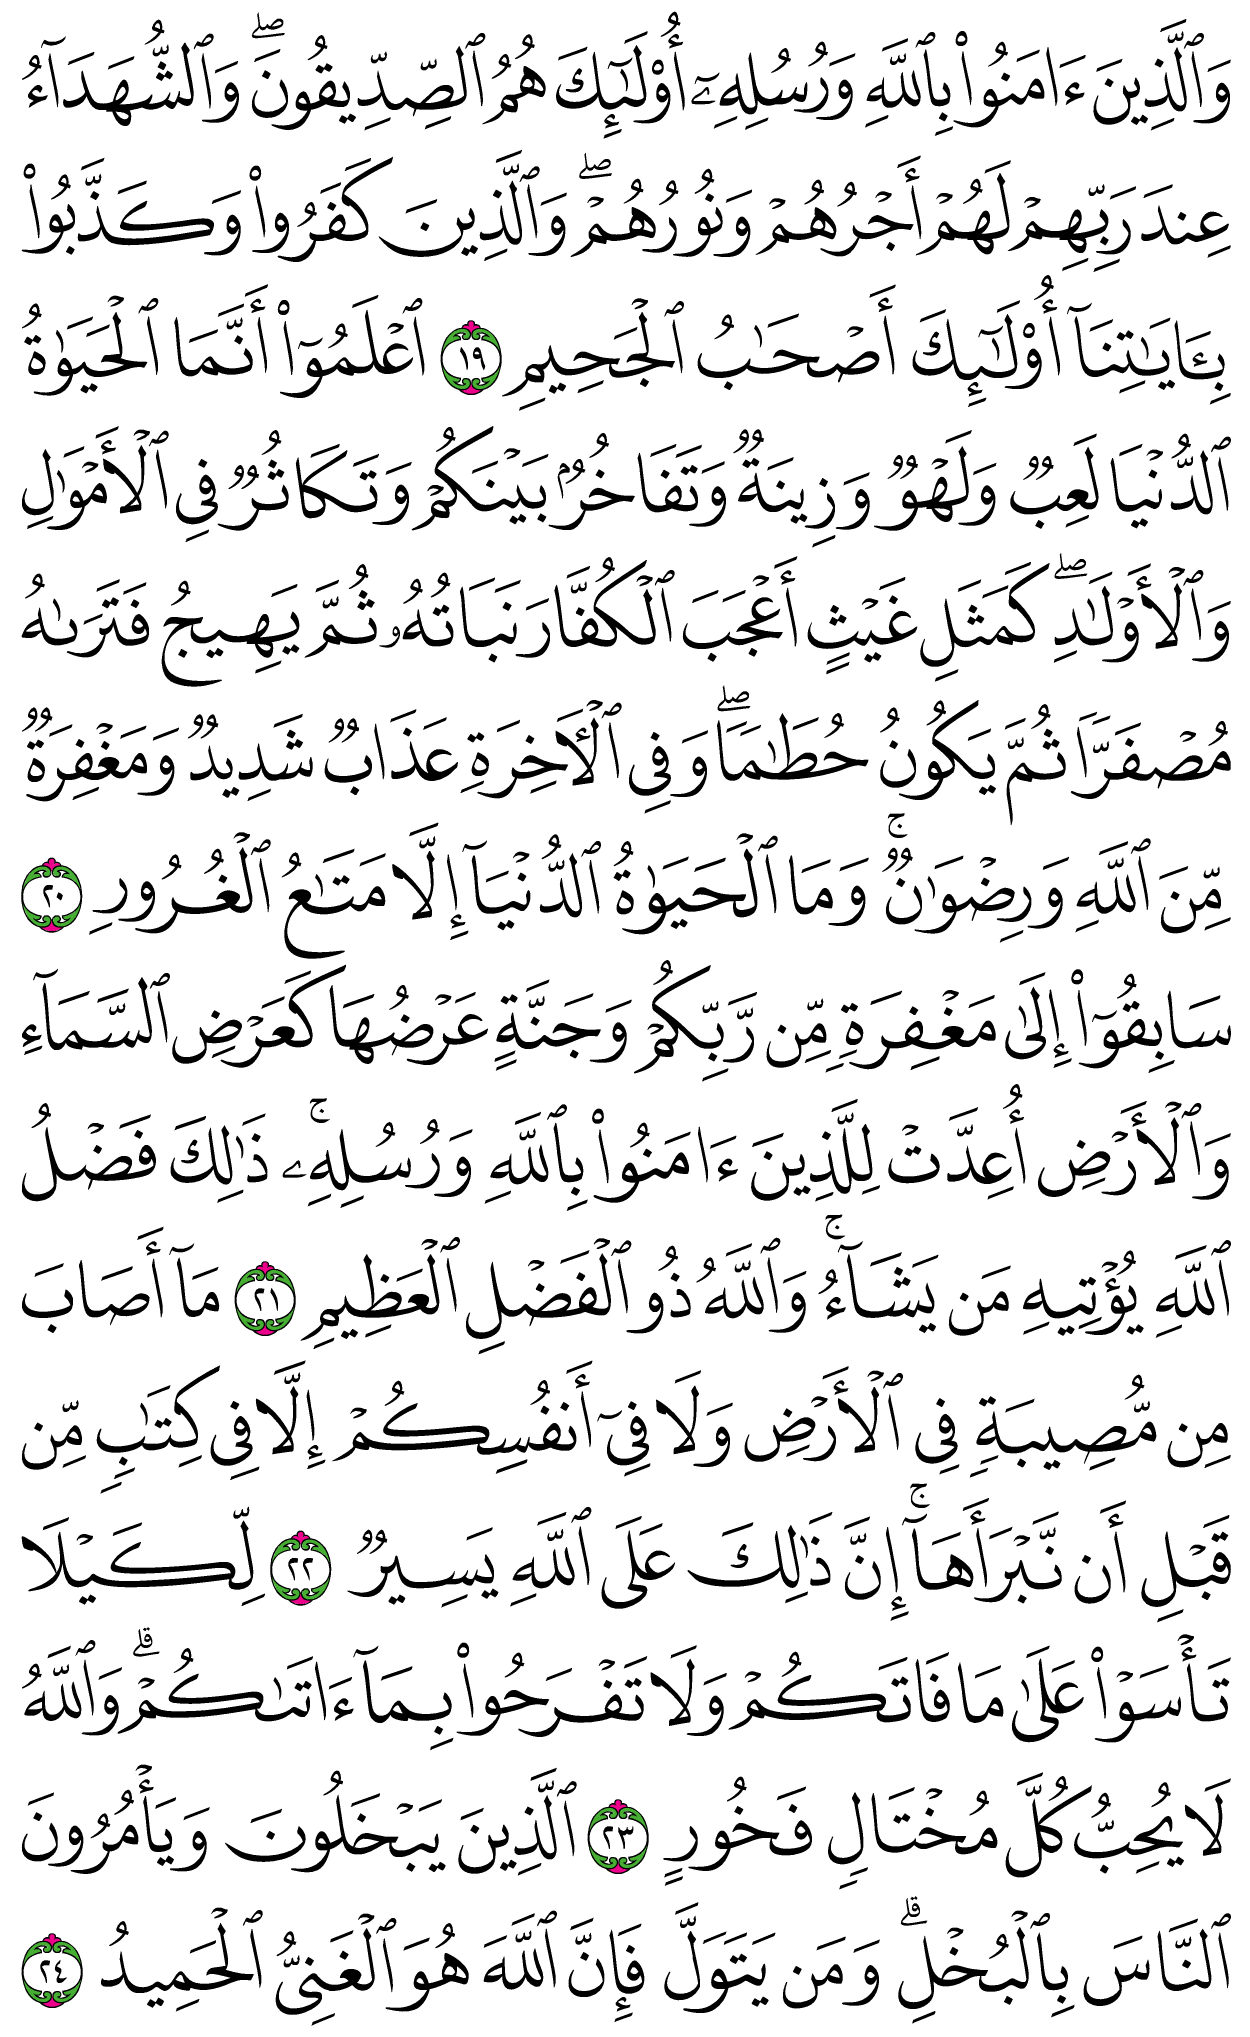 وَٱلَّذِينَ ءَامَنُوا۟ بِٱللَّهِ وَرُسُلِهِۦٓ أُو۟لَـٰٓئِكَ هُمُ ٱلصِّدِّيقُونَ ۖ وَٱلشُّهَدَآءُ
عِندَ رَبِّهِمْ لَهُمْ أَجْرُهُمْ وَنُورُهُمْ ۖ وَٱلَّذِينَ كَفَرُوا۟ وَكَذَّبُوا۟
بِـَٔايَـٰتِنَآ أُو۟لَـٰٓئِكَ أَصْحَـٰبُ ٱلْجَحِيمِ ١٩ ٱعْلَمُوٓا۟ أَنَّمَا ٱلْحَيَوٰةُ
ٱلدُّنْيَا لَعِبٌ وَلَهْوٌ وَزِينَةٌ وَتَفَاخُرٌۢ بَيْنَكُمْ وَتَكَاثُرٌ فِى ٱلْأَمْوَٰلِ
وَٱلْأَوْلَـٰدِ ۖ كَمَثَلِ غَيْثٍ أَعْجَبَ ٱلْكُفَّارَ نَبَاتُهُۥ ثُمَّ يَهِيجُ فَتَرَىٰهُ
مُصْفَرًّا ثُمَّ يَكُونُ حُطَـٰمًا ۖ وَفِى ٱلْـَٔاخِرَةِ عَذَابٌ شَدِيدٌ وَمَغْفِرَةٌ
مِّنَ ٱللَّهِ وَرِضْوَٰنٌ ۚ وَمَا ٱلْحَيَوٰةُ ٱلدُّنْيَآ إِلَّا مَتَـٰعُ ٱلْغُرُورِ ٢٠
سَابِقُوٓا۟ إِلَىٰ مَغْفِرَةٍ مِّن رَّبِّكُمْ وَجَنَّةٍ عَرْضُهَا كَعَرْضِ ٱلسَّمَآءِ
وَٱلْأَرْضِ أُعِدَّتْ لِلَّذِينَ ءَامَنُوا۟ بِٱللَّهِ وَرُسُلِهِۦ ۚ ذَٰلِكَ فَضْلُ
ٱللَّهِ يُؤْتِيهِ مَن يَشَآءُ ۚ وَٱللَّهُ ذُو ٱلْفَضْلِ ٱلْعَظِيمِ ٢١ مَآ أَصَابَ
مِن مُّصِيبَةٍ فِى ٱلْأَرْضِ وَلَا فِىٓ أَنفُسِكُمْ إِلَّا فِى كِتَـٰبٍ مِّن
قَبْلِ أَن نَّبْرَأَهَآ ۚ إِنَّ ذَٰلِكَ عَلَى ٱللَّهِ يَسِيرٌ ٢٢ لِّكَيْلَا
تَأْسَوْا۟ عَلَىٰ مَا فَاتَكُمْ وَلَا تَفْرَحُوا۟ بِمَآ ءَاتَىٰكُمْ ۗ وَٱللَّهُ
لَا يُحِبُّ كُلَّ مُخْتَالٍ فَخُورٍ ٢٣ ٱلَّذِينَ يَبْخَلُونَ وَيَأْمُرُونَ
ٱلنَّاسَ بِٱلْبُخْلِ ۗ وَمَن يَتَوَلَّ فَإِنَّ ٱللَّهَ هُوَ ٱلْغَنِىُّ ٱلْحَمِيدُ ٢٤